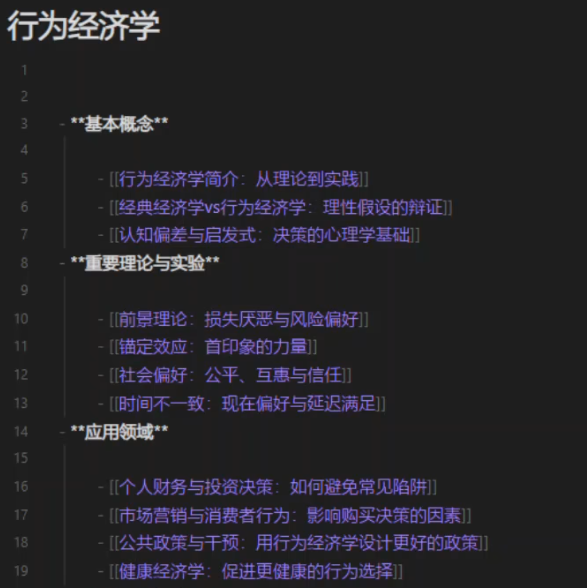 行为经济学
1
2
3 - **基本概念**
4
5 - [[行为经济学简介：从理论到实践]]
6 - [[经典经济学vs行为经济学：理性假设的辩证]]
7 - [[认知偏差与启发式：决策的心理学基础]]
8 - **重要理论与实验**
9
10 - [[前景理论：损失厌恶与风险偏好]]
11 - [[锚定效应：首印象的力量]]
12 - [[社会偏好：公平、互惠与信任]]
13 - [[时间不一致：现在偏好与延迟满足]]
14 - **应用领域**
15
16 - [[个人财务与投资决策：如何避免常见陷阱]]
17 - [[市场营销与消费者行为：影响购买决策的因素]]
18 - [[公共政策与干预：用行为经济学设计更好的政策]]
19 - [[健康经济学：促进更健康的行为选择]]